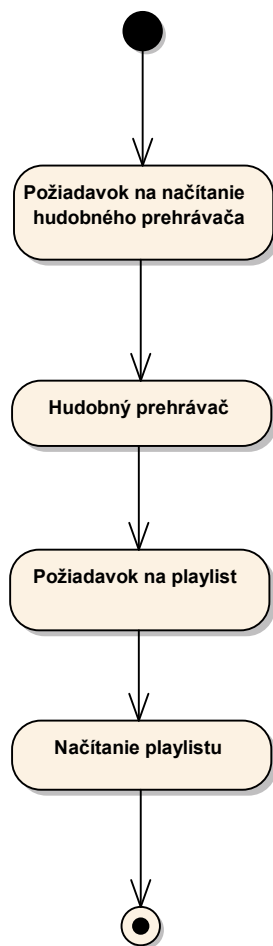 Požiadavok na načítanie
hudobného prehrávača
Hudobný prehrávač
Požiadavok na playlist
Načítanie playlistu